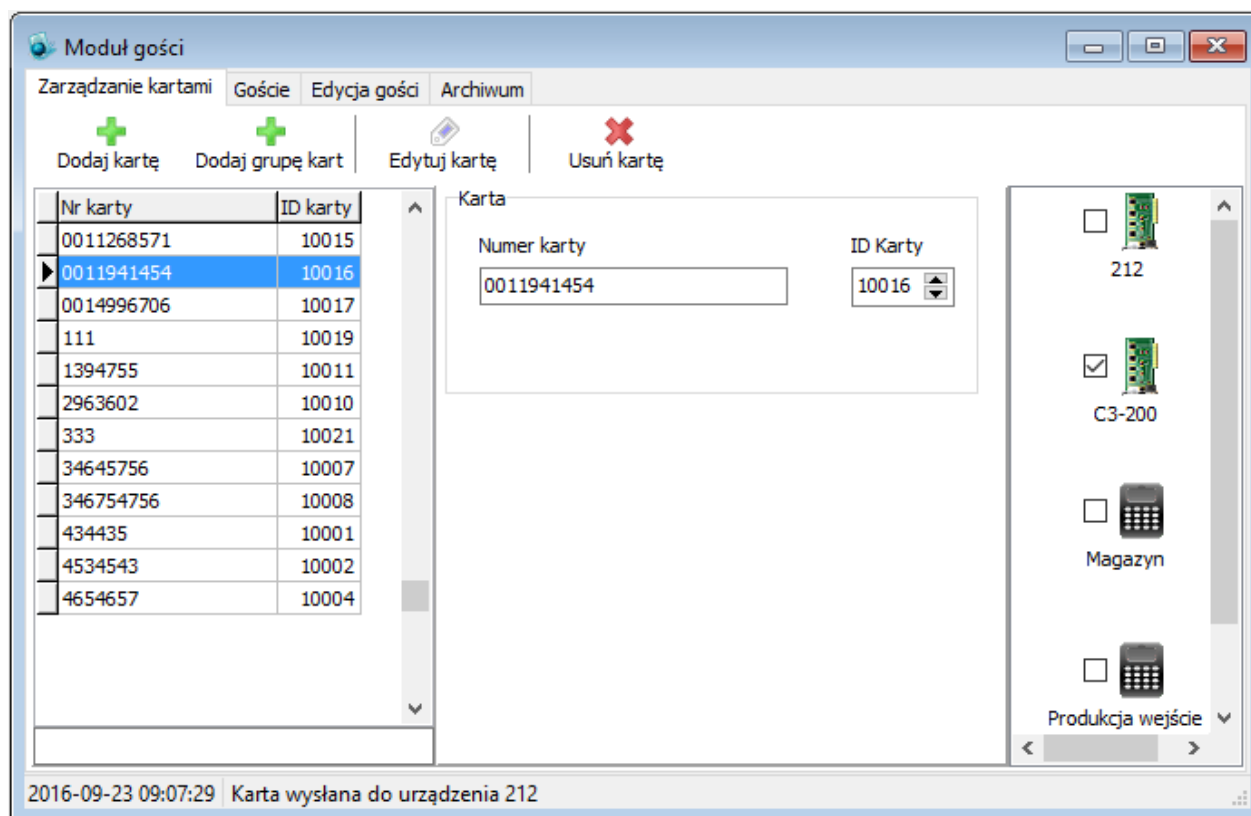 Moduł gości
Zarządzanie kartami Goście Edycja gości Archiwum
Dodaj kartę Dodaj grupę kart Edytuj kartę Usuń kartę
Nr karty ID karty
0011268571 10015
0011941454 10016
0014996706 10017
111 10019
1394755 10011
2963602 10010
333 10021
34645756 10007
346754756 10008
434435 10001
4534543 10002
4654657 10004
Karta
Numer karty ID Karty
0011941454 10016
212
C3-200
Magazyn
Produkcja wejście
2016-09-23 09:07:29 Karta wysłana do urządzenia 212